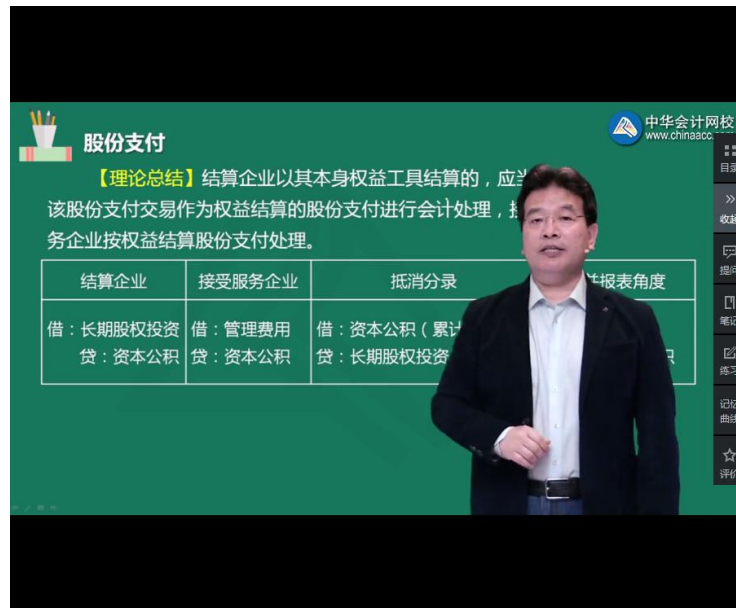 中华会计网校
www.chinaacc.
股份支付
【理论总结】结算企业以其本身权益工具结算的，应
该股份支付交易作为权益结算的股份支付进行会计处理，
务企业按权益结算股份支付处理。
结算企业 接受服务企业 抵消分录 并报表角度
借：长期股权投资 借：管理费用 借：资本公积（累
贷：资本公积 贷：资本公积 贷：长期股权投资
目录
收起
提问
笔记
练习
记忆
曲线
评价